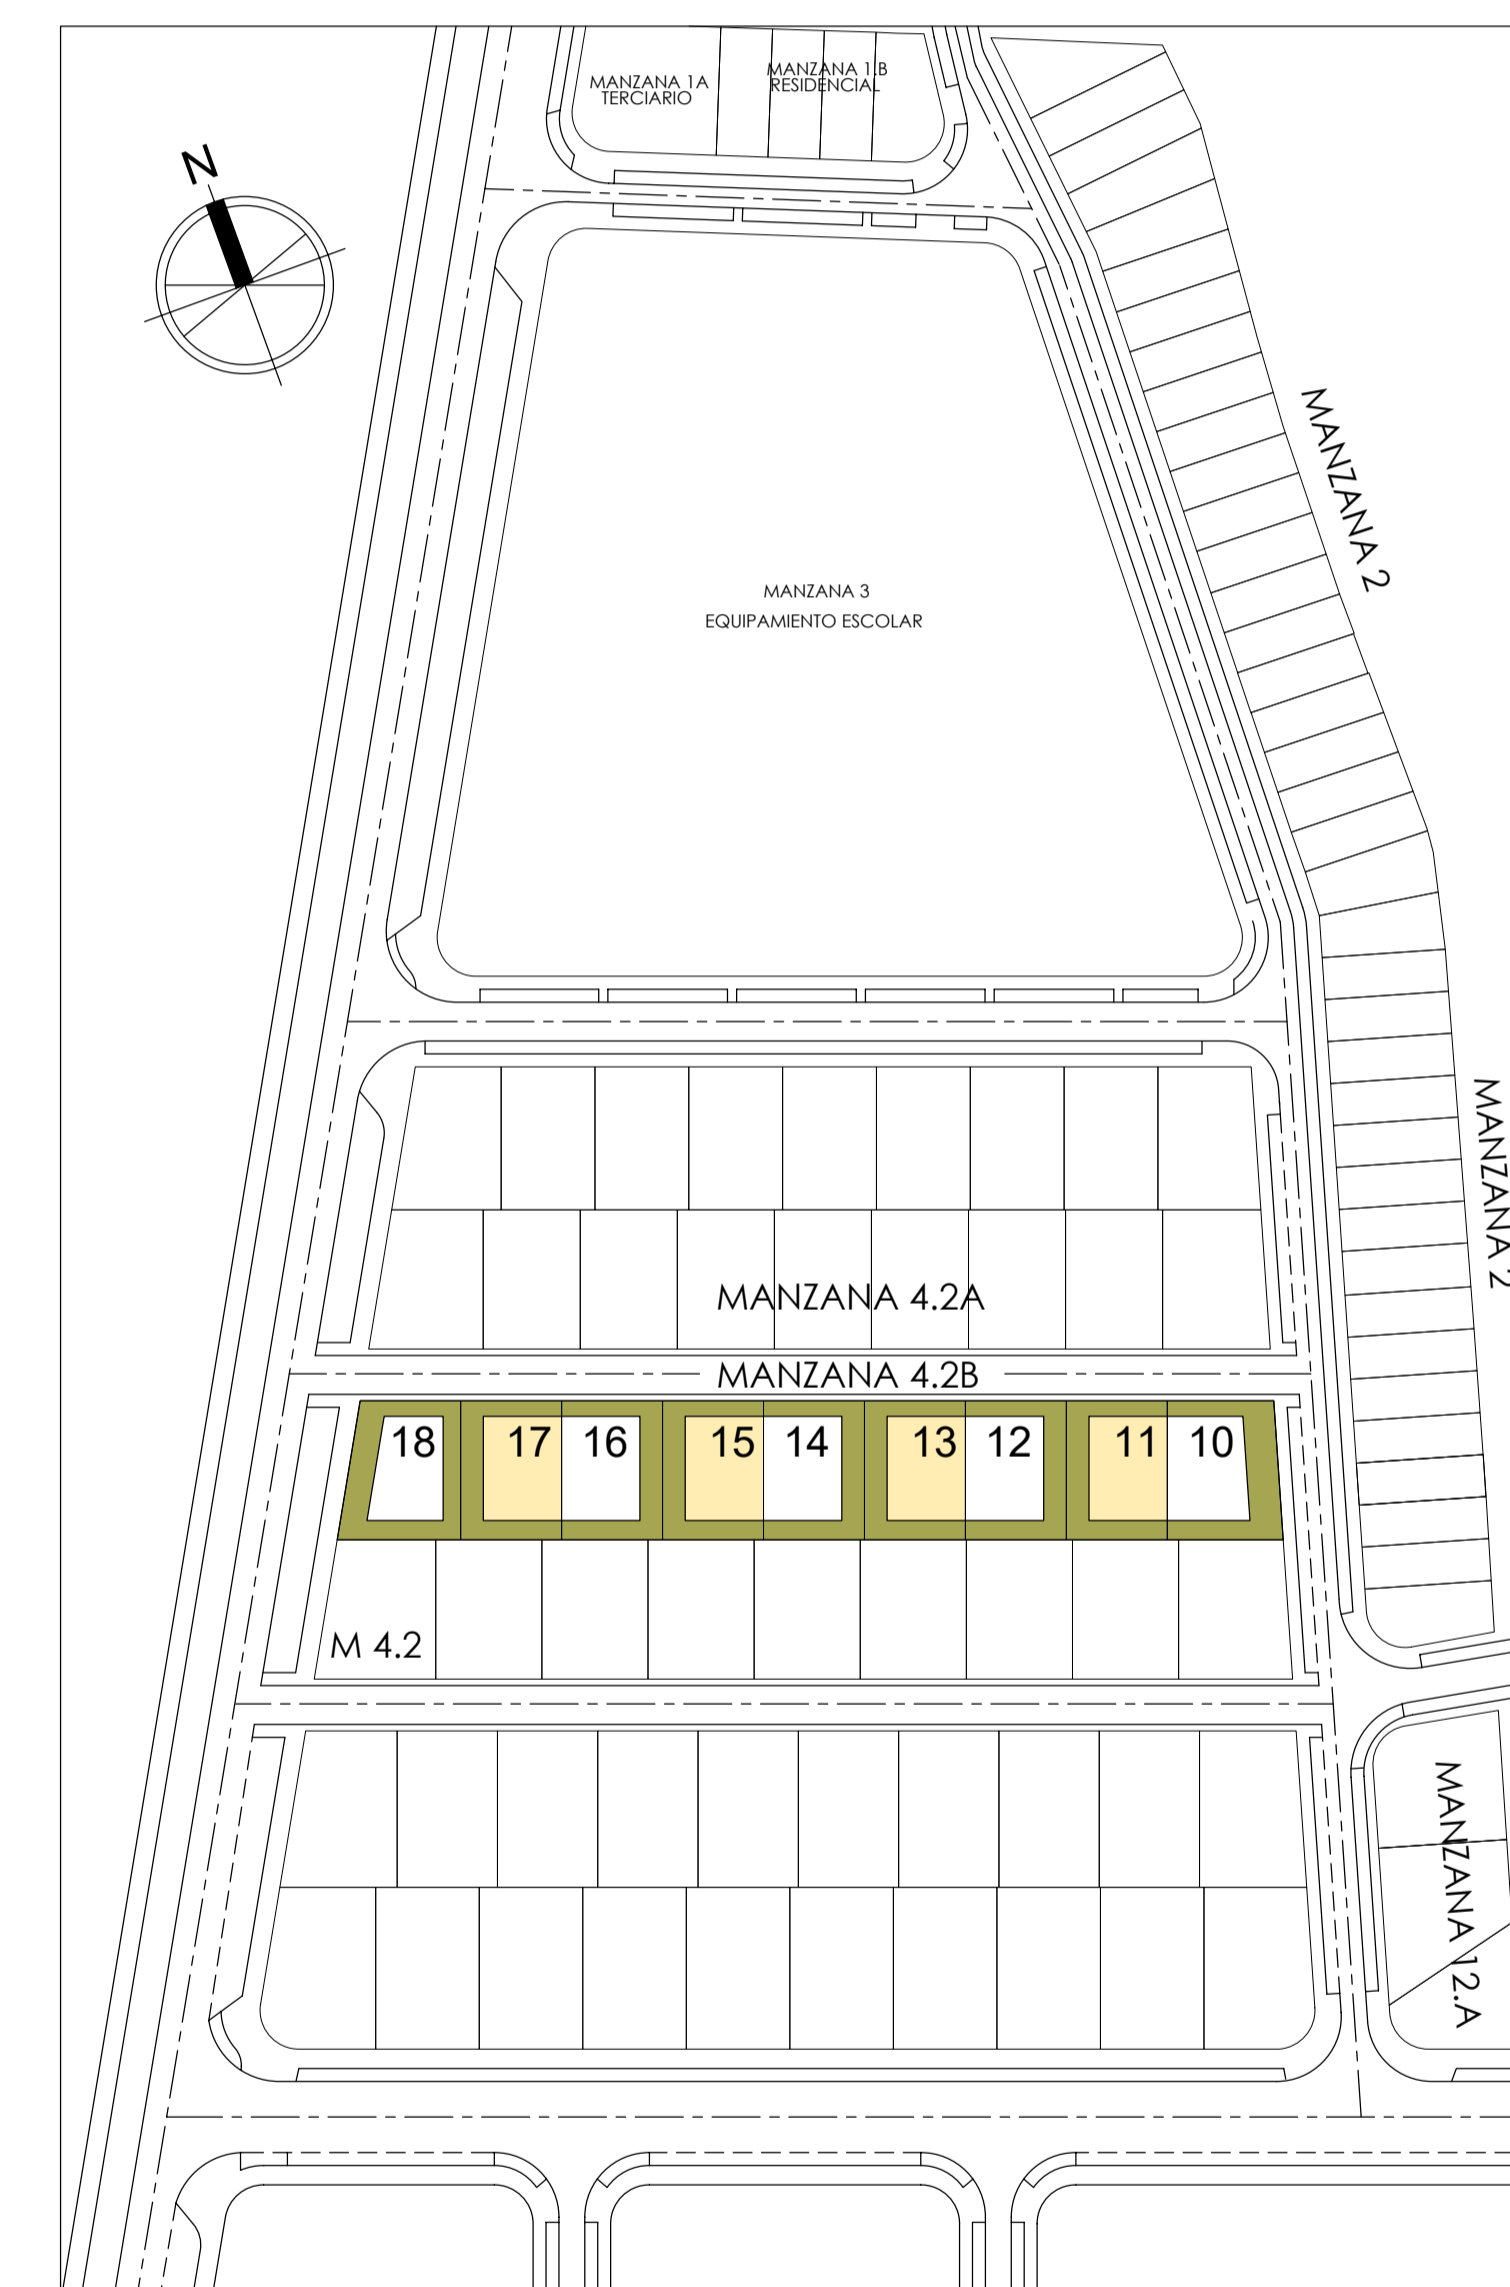 MANZANA 1A
TERCIARIO
MANZANA 1.B
RESIDENCIAL
N
MANZANA 2
MANZANA 3
EQUIPAMIENTO ESCOLAR
MANZANA 2
MANZANA 4.2A
MANZANA 4.2B
18 17 16 15 14 13 12 11 10
M 4.2
MANZANA 12.A